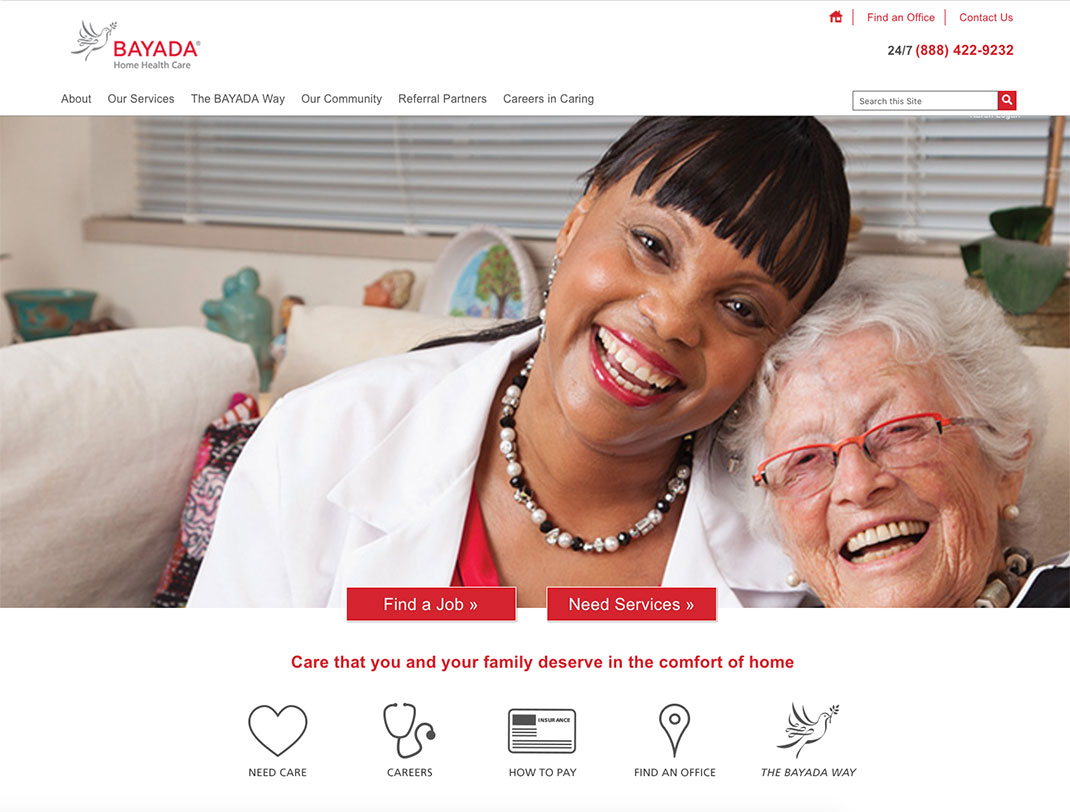 Find an Office
Contact Us
BAYADA®
Home Health Care
24/7 (888) 422-9232
About
Our Services
The BAYADA Way
Our Community
Referral Partners
Careers in Caring
Search this Site
Find a Job »
Need Services »
Care that you and your family deserve in the comfort of home
INSURANCE
NEED CARE
CAREERS
HOW TO PAY
FIND AN OFFICE
THE BAYADA WAY